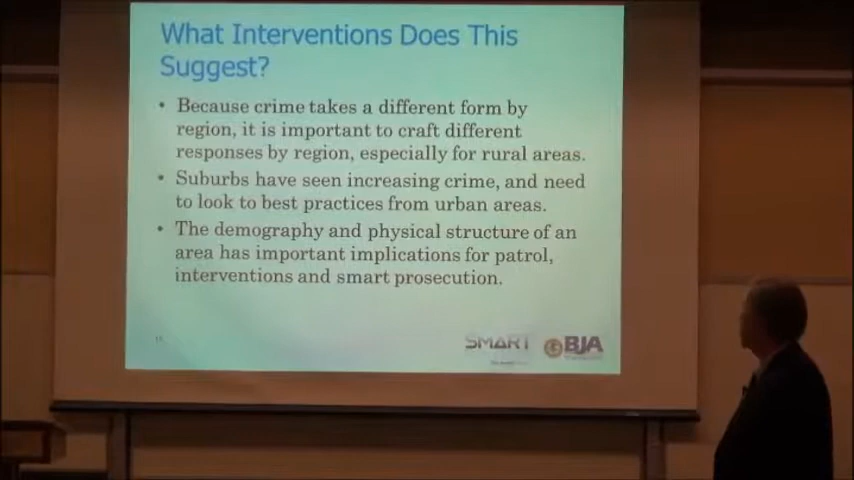 What Interventions Does This
Suggest?
• Because crime takes a different form by
region, it is important to craft different
responses by region, especially for rural areas.
• Suburbs have seen increasing crime, and need
to look to best practices from urban areas.
• The demography and physical structure of an
area has important implications for patrol,
interventions and smart prosecution.
SMART
BJA